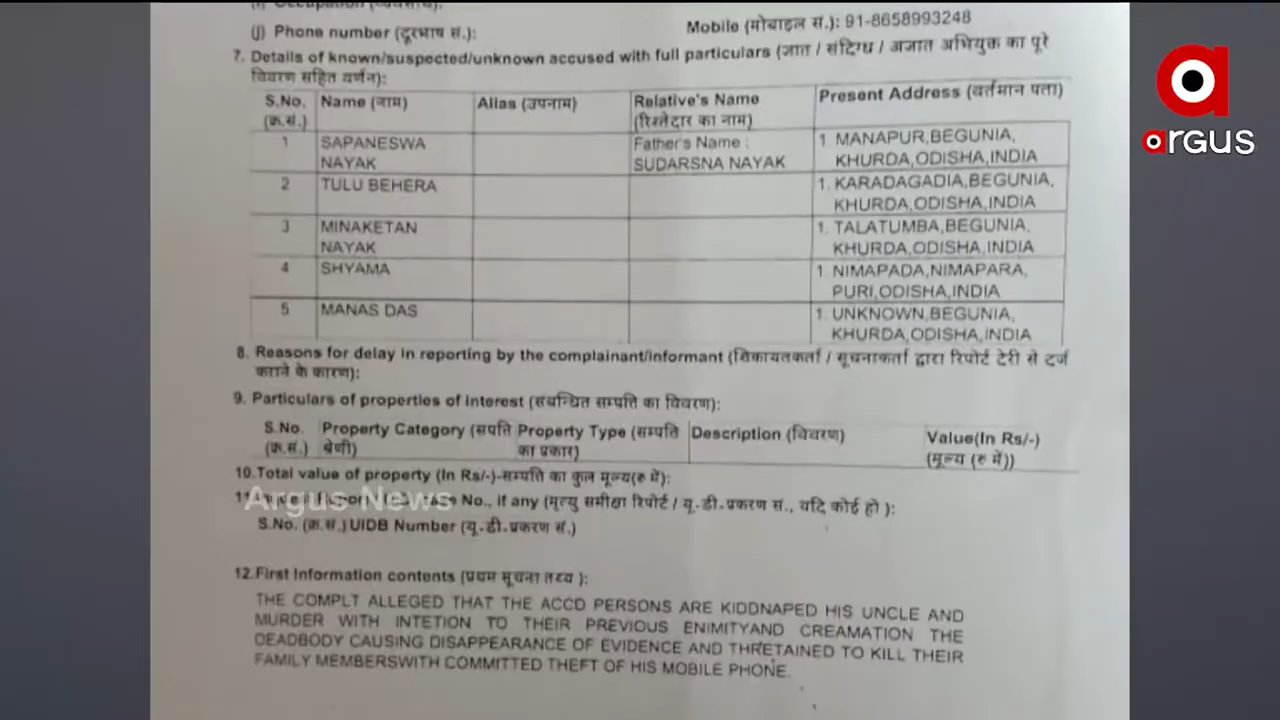 (j) Phone number (दूरभाष सं.):
Mobile (मोबाइल सं.): 91-8658993248
7. Details of known/suspected/unknown accused with full particulars (ज्ञात / संदिग्ध / अज्ञात अभियुक्त का पूरे
विवरण सहित वर्णन):
S.No. Name (नाम) Alias (उपनाम) Relative's Name Present Address (वर्तमान पता)
(क्र.सं.) (रिश्तेदार का नाम)
1 SAPANESWA Father's Name : 1. MANAPUR,BEGUNIA,
NAYAK SUDARSNA NAYAK KHURDA,ODISHA,INDIA
2 TULU BEHERA 1. KARADAGADIA,BEGUNIA,
KHURDA,ODISHA,INDIA
3 MINAKETAN 1. TALATUMBA,BEGUNIA,
NAYAK KHURDA,ODISHA,INDIA
4 SHYAMA 1. NIMAPADA,NIMAPARA,
PURI,ODISHA,INDIA
5 MANAS DAS 1. UNKNOWN,BEGUNIA,
KHURDA,ODISHA,INDIA
8. Reasons for delay in reporting by the complainant/informant (शिकायतकर्ता / सूचनाकर्ता द्वारा रिपोर्ट देरी से दर्ज
कराने के कारण):
9. Particulars of properties of interest (संबन्धित सम्पत्ति का विवरण):
S.No. Property Category (संपत्ति Property Type (सम्पत्ति Description (विवरण) Value(In Rs/-)
(क्र.सं.) श्रेणी) का प्रकार) (मूल्य (रु में))
10.Total value of property (In Rs/-)-सम्पत्ति का कुल मूल्य(रु में):
No., if any (मृत्यु समीक्षा रिपोर्ट / यू.डी.प्रकरण सं., यदि कोई हो ):
Argus News
S.No. (क्र.सं.) UIDB Number (यू.डी.प्रकरण सं.)
12.First Information contents (प्रथम सूचना तथ्य ):
THE COMPLT ALLEGED THAT THE ACCD PERSONS ARE KIDDNAPED HIS UNCLE AND
MURDER WITH INTETION TO THEIR PREVIOUS ENIMITYAND CREAMATION THE
DEADBODY CAUSING DISAPPEARANCE OF EVIDENCE AND THRETAINED TO KILL THEIR
FAMILY MEMBERSWITH COMMITTED THEFT OF HIS MOBILE PHONE.
argus